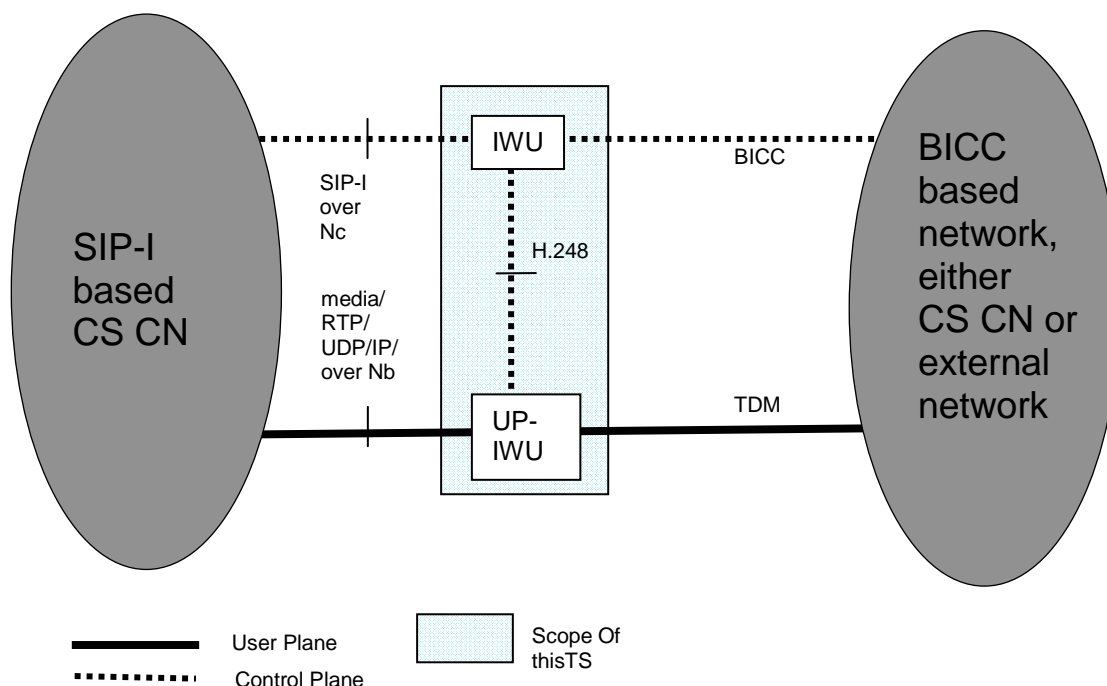 SIP-I
based
CS CN
SIP-I
over
Nc
media/
RTP/
UDP/IP/
over Nb
IWU
H.248
UP-
IWU
BICC
TDM
BICC
based
network,
either
CS CN or
external
network
User Plane
Control Plane
Scope Of
thisTS